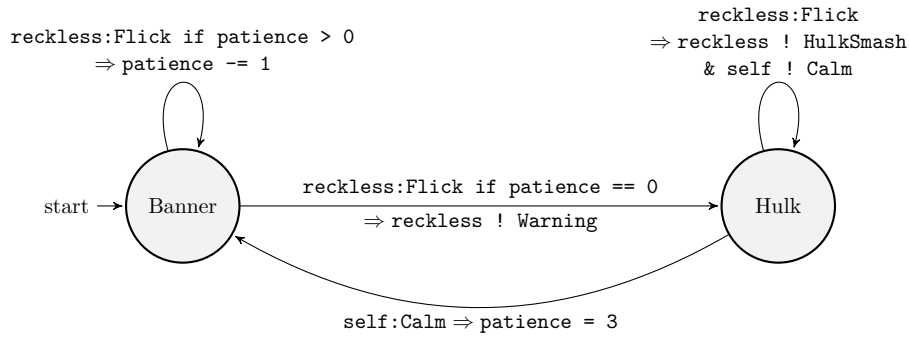 reckless:Flick if patience > 0
⇒ patience -= 1
reckless:Flick
⇒ reckless ! HulkSmash
& self ! Calm
start
Banner
reckless:Flick if patience == 0
⇒ reckless ! Warning
Hulk
self:Calm ⇒ patience = 3